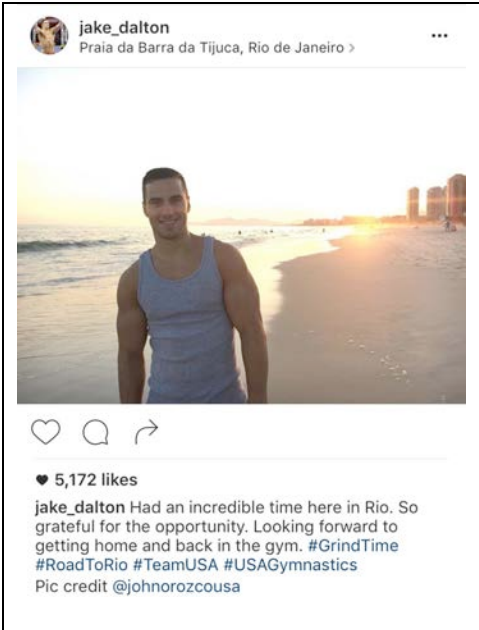 jake_dalton
Praia da Barra da Tijuca, Rio de Janeiro >
5,172 likes
jake_dalton Had an incredible time here in Rio. So
grateful for the opportunity. Looking forward to
getting home and back in the gym. #GrindTime
#RoadToRio #TeamUSA #USAGymnastics
Pic credit @johnorozcousa